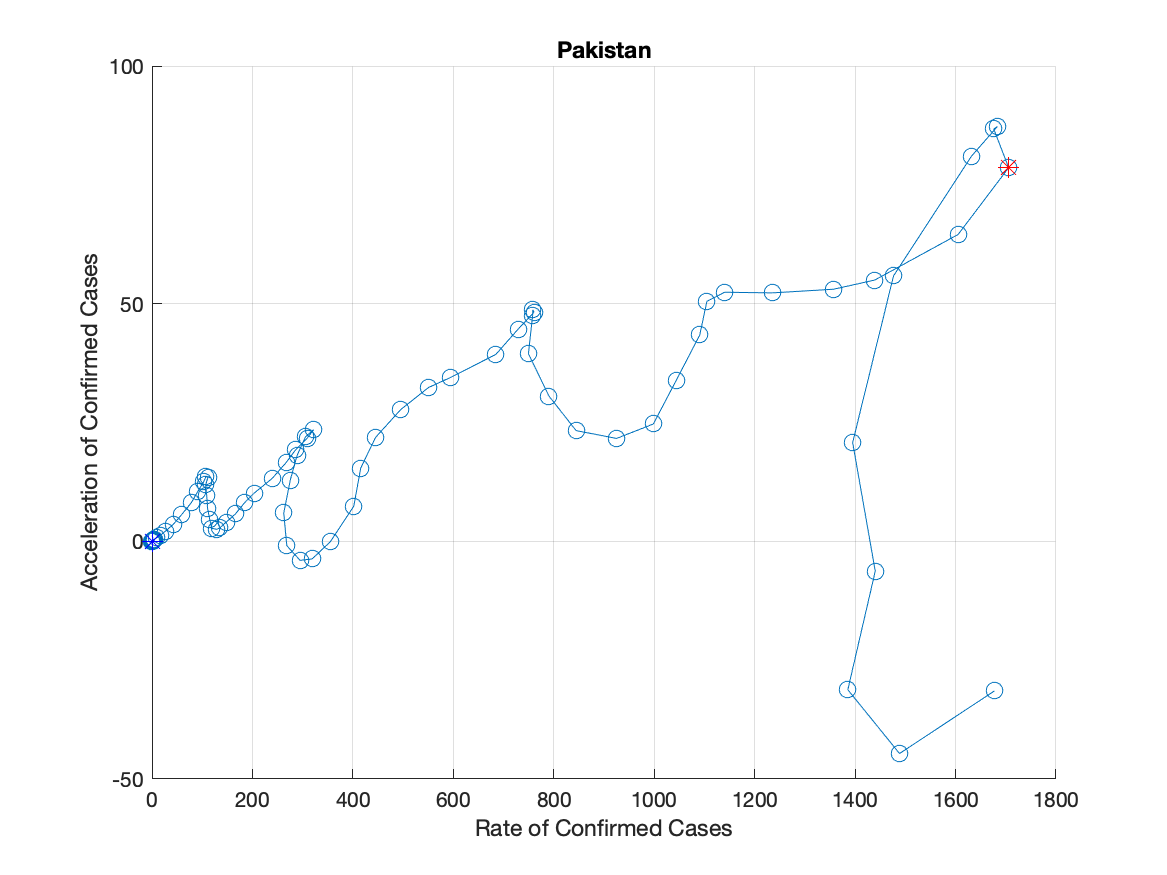 Pakistan
100
50
0
-50
Acceleration of Confirmed Cases
0 200 400 600 800 1000 1200 1400 1600 1800
Rate of Confirmed Cases